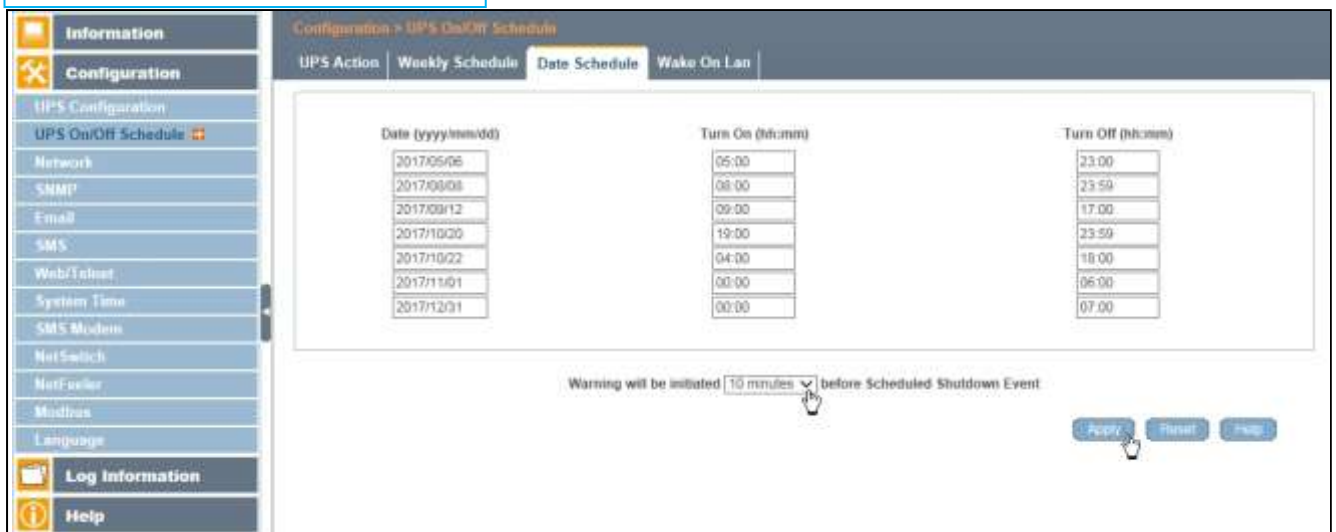 Information
Configuration
UPS Configuration
UPS On/Off Schedule
Network
SNMP
Email
SMS
Web/Telnet
System Time
SMS Modem
NetSwitch
NetFeeler
Modbus
Language
Log Information
Help
Configuration > UPS On/Off Schedule
UPS Action Weekly Schedule Date Schedule Wake On Lan
Date (yyyy/mm/dd) Turn On (hh:mm) Turn Off (hh:mm)
2017/05/06 05:00 23:00
2017/08/08 08:00 23:59
2017/09/12 09:00 17:00
2017/10/20 19:00 23:59
2017/10/22 04:00 18:00
2017/11/01 00:00 06:00
2017/12/31 00:00 07:00
Warning will be initiated 10 minutes before Scheduled Shutdown Event
Apply Reset Help